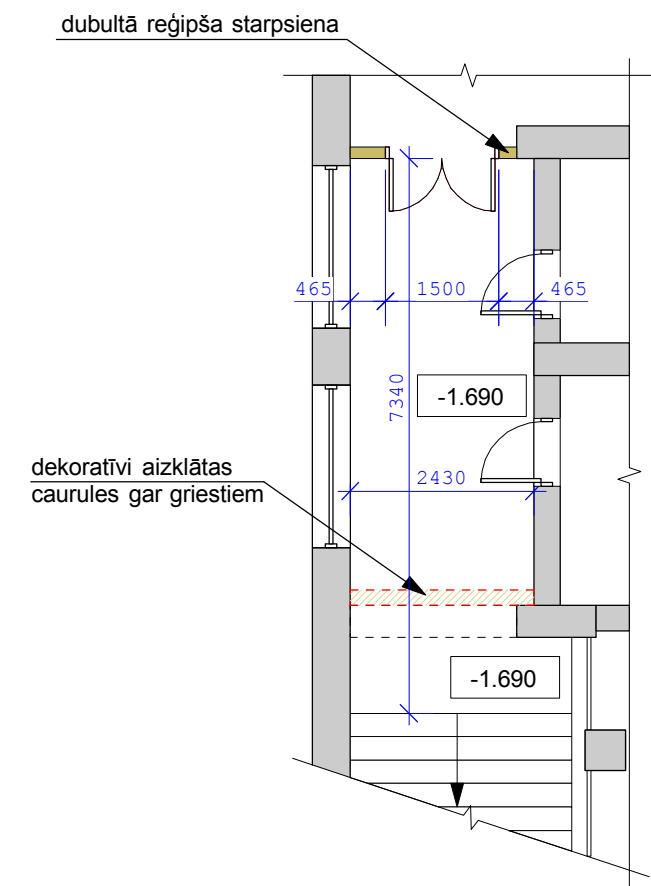 dubultā reģipša starpsiena
465
1500
465
7340
-1.690
dekoratīvi aizklātas
caurules gar griestiem
2430
-1.690